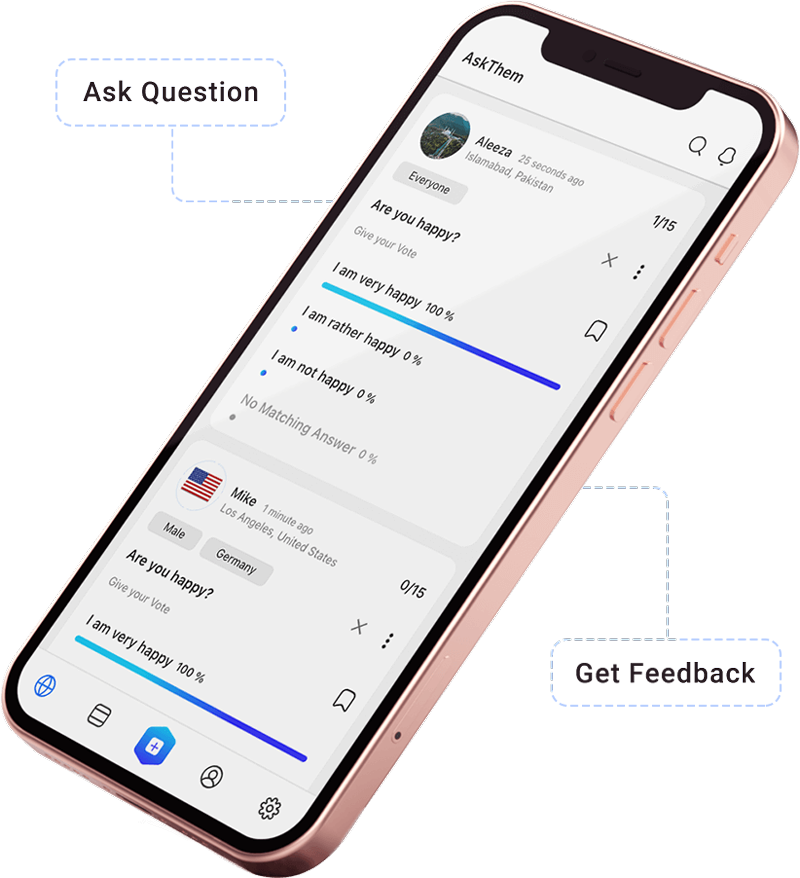 Ask Question
AskThem
Aleeza 25 seconds ago
Islamabad, Pakistan
Everyone
1/15
Are you happy?
Give your Vote
I am very happy 100 %
I am rather happy 0 %
I am not happy 0 %
No Matching Answer 0 %
Mike 1 minute ago
Los Angeles, United States
Male Germany
0/15
Are you happy?
Give your Vote
I am very happy 100 %
Get Feedback